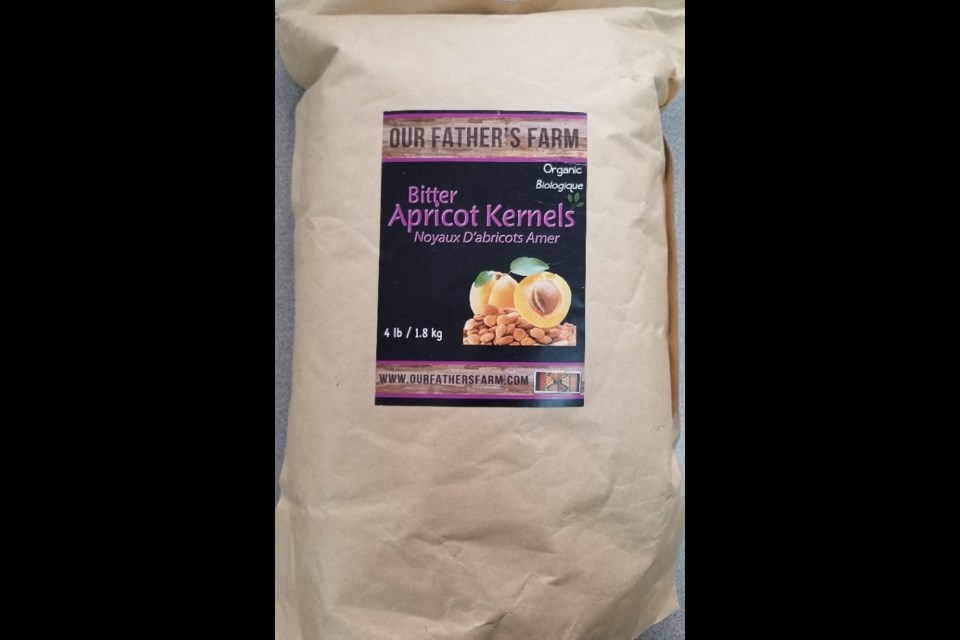 OUR FATHER'S FARM
Organic
Biologique
Bitter
Apricot Kernels
Noyaux D'abricots Amer
4 lb / 1.8 kg
WWW.OURFATHERSFARM.COM